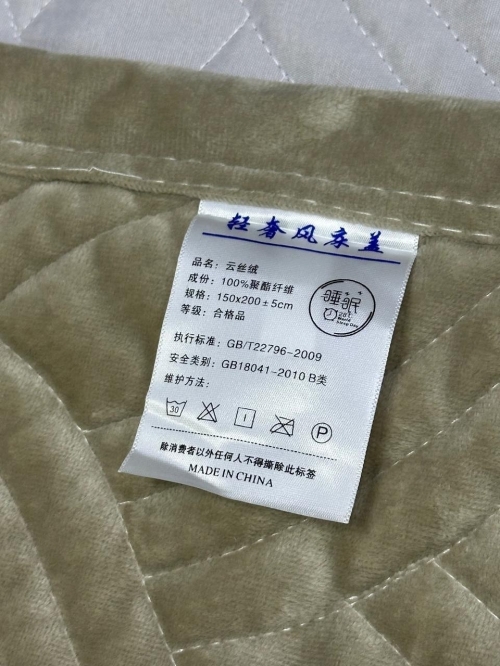 轻奢风床盖
品名：云丝绒
成份：100%聚酯纤维
规格：150x200±5cm
等级：合格品
睡眠
执行标准：GB/T22796-2009
安全类别：GB18041-2010 B类
维护方法：
30
P
除消费者以外任何人不得撕除此标签
MADE IN CHINA